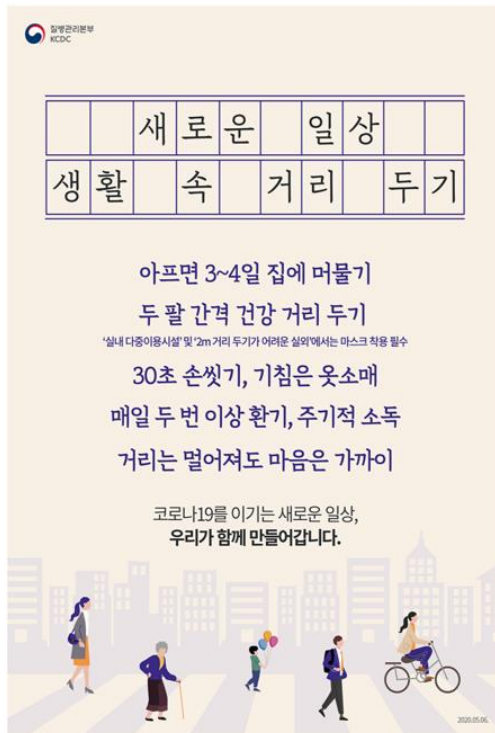 질병관리본부
KCDC
새로운 일상
생활 속 거리 두기
아프면 3~4일 집에 머물기
두 팔 간격 건강 거리 두기
‘실내 다중이용시설’ 및 ‘2m 거리 두기가 어려운 실외’에서는 마스크 착용 필수
30초 손씻기, 기침은 옷소매
매일 두 번 이상 환기, 주기적 소독
거리는 멀어져도 마음은 가까이
코로나19를 이기는 새로운 일상,
우리가 함께 만들어갑니다.
2020.05.06.